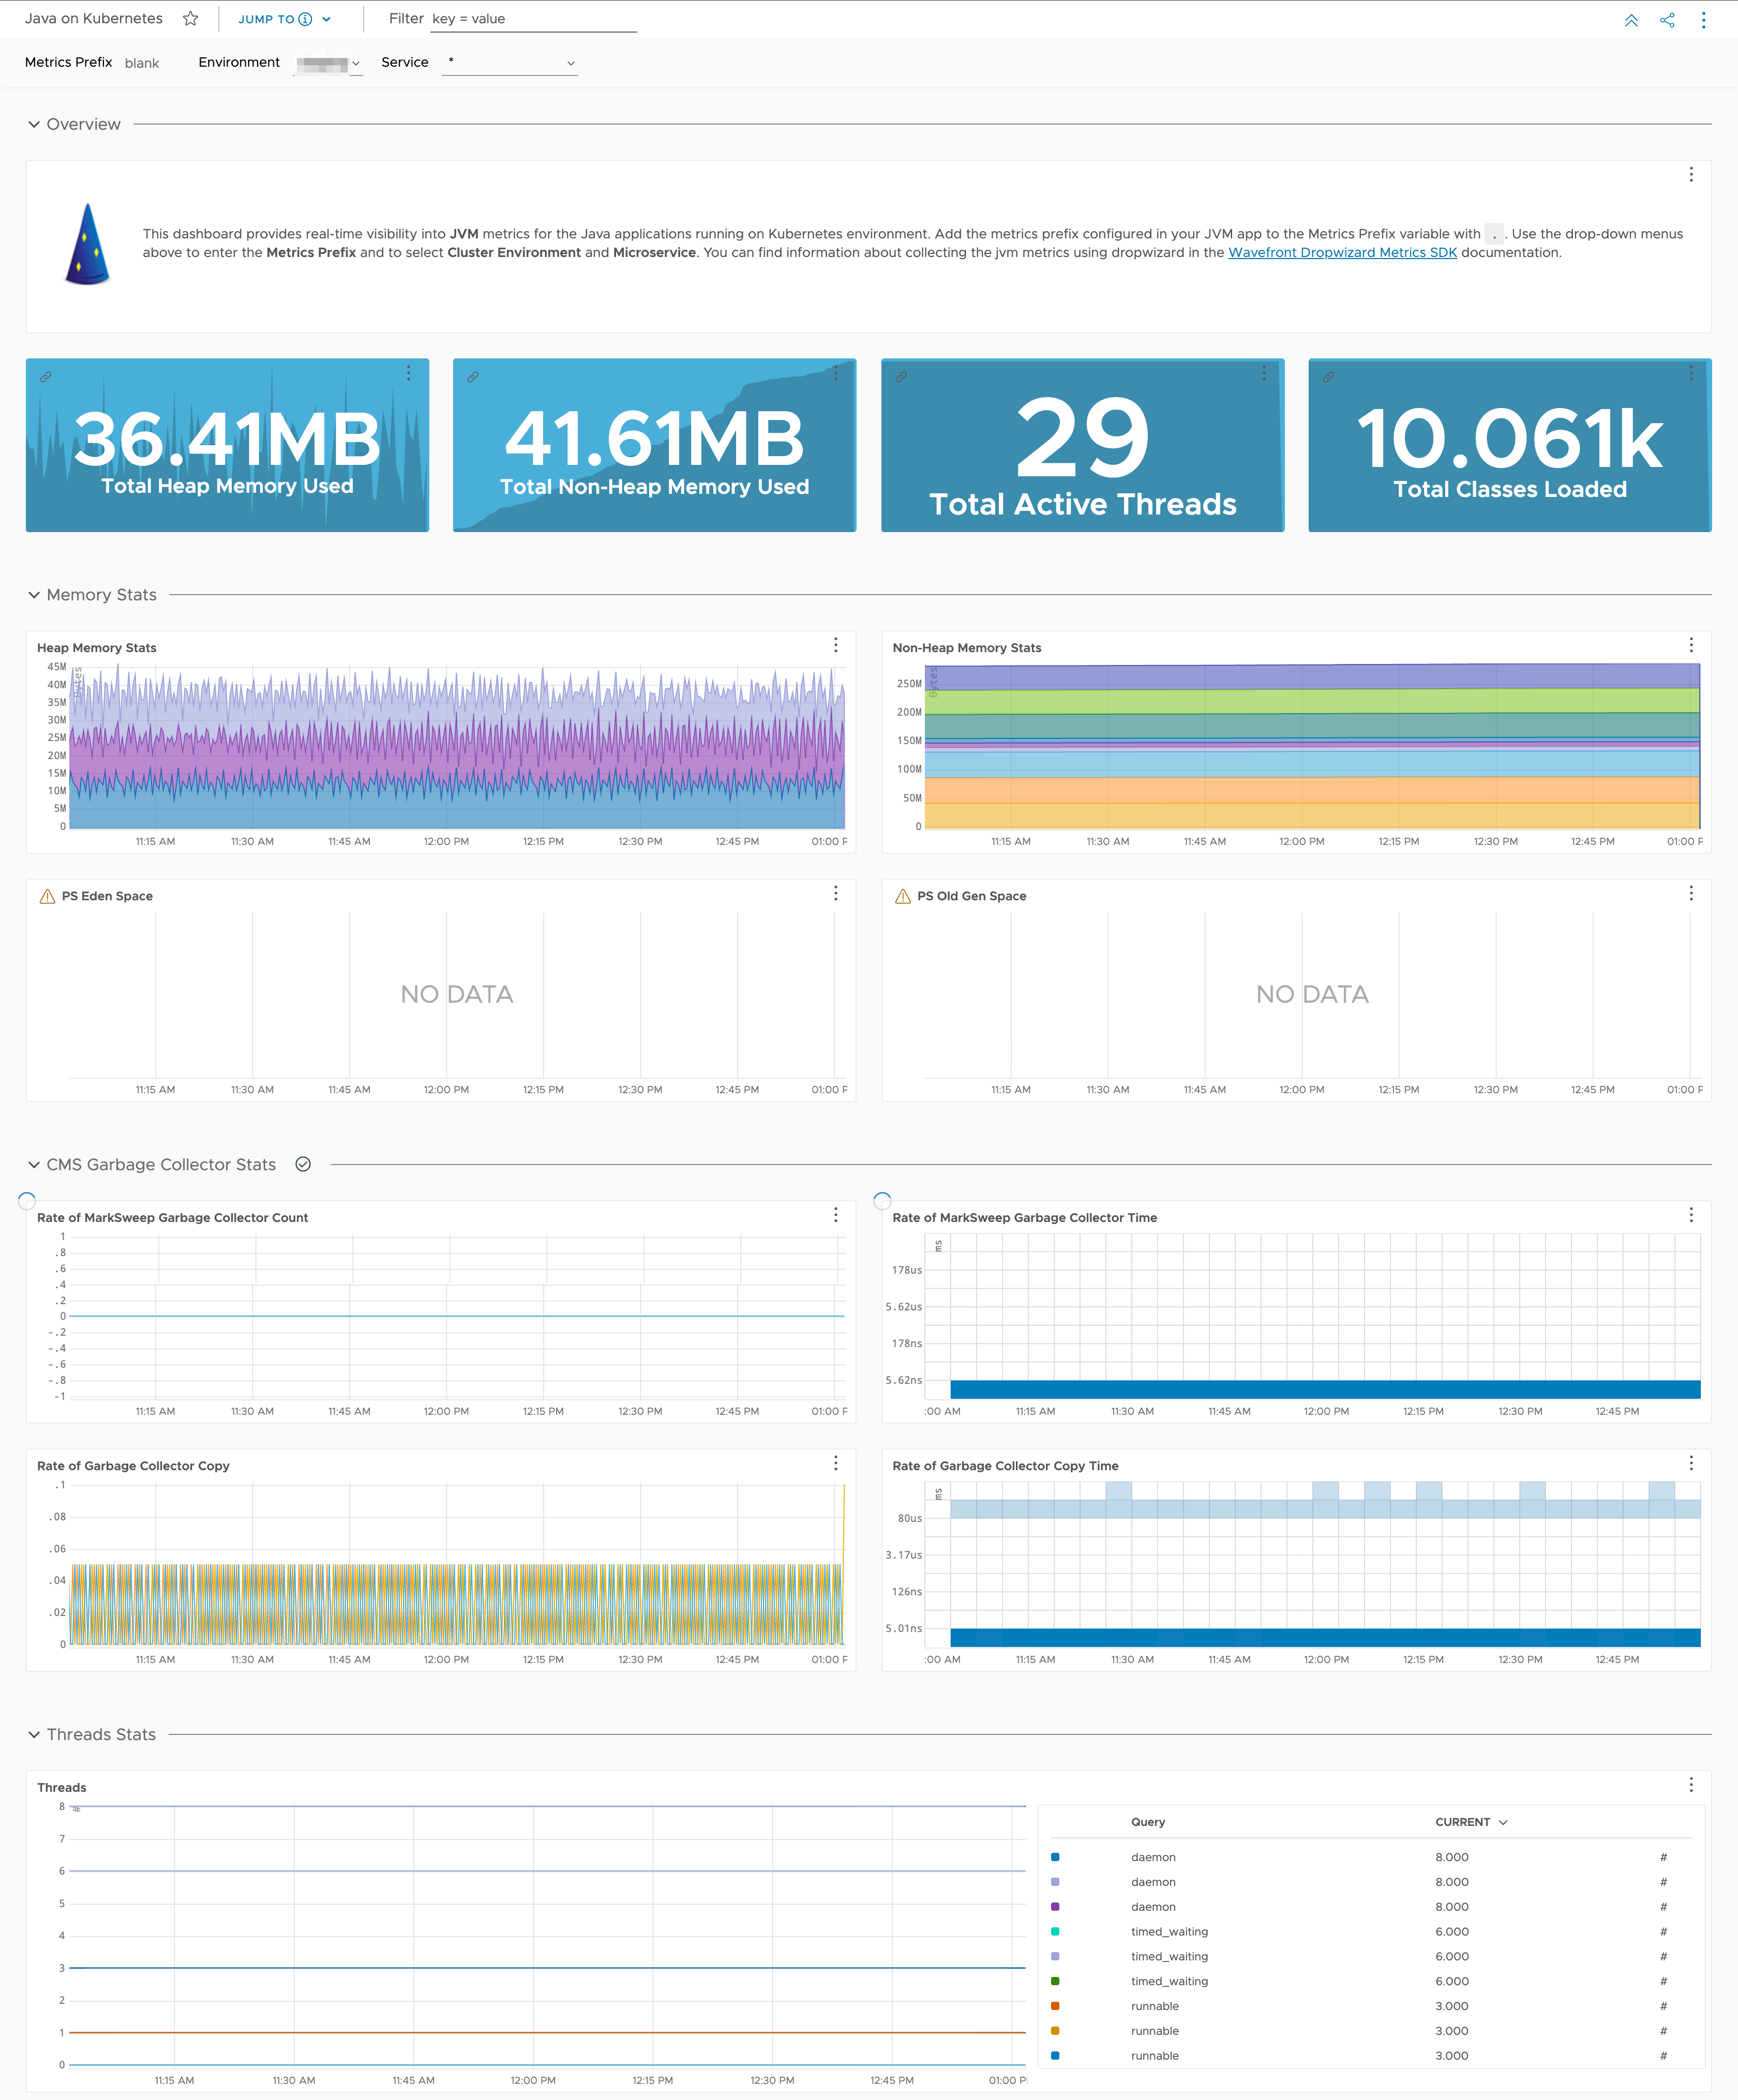 Java on Kubernetes JUMP TO Filter key = value
Metrics Prefix blank Environment Service *
Overview
This dashboard provides real-time visibility into JVM metrics for the Java applications running on Kubernetes environment. Add the metrics prefix configured in your JVM app to the Metrics Prefix variable with . . Use the drop-down menus
above to enter the Metrics Prefix and to select Cluster Environment and Microservice. You can find information about collecting the jvm metrics using dropwizard in the Wavefront Dropwizard Metrics SDK documentation.
36.41MB
Total Heap Memory Used
41.61MB
Total Non-Heap Memory Used
29
Total Active Threads
10.061k
Total Classes Loaded
Memory Stats
Heap Memory Stats
Bytes
45M
40M
35M
30M
25M
20M
15M
10M
5M
0
11:15 AM 11:30 AM 11:45 AM 12:00 PM 12:15 PM 12:30 PM 12:45 PM 01:00 P
Non-Heap Memory Stats
Bytes
250M
200M
150M
100M
50M
0
11:15 AM 11:30 AM 11:45 AM 12:00 PM 12:15 PM 12:30 PM 12:45 PM 01:00 P
PS Eden Space
NO DATA
11:15 AM 11:30 AM 11:45 AM 12:00 PM 12:15 PM 12:30 PM 12:45 PM 01:00 P
PS Old Gen Space
NO DATA
11:15 AM 11:30 AM 11:45 AM 12:00 PM 12:15 PM 12:30 PM 12:45 PM 01:00 P
CMS Garbage Collector Stats
Rate of MarkSweep Garbage Collector Count
1
.8
.6
.4
.2
0
-.2
-.4
-.6
-.8
-1
11:15 AM 11:30 AM 11:45 AM 12:00 PM 12:15 PM 12:30 PM 12:45 PM 01:00 P
Rate of MarkSweep Garbage Collector Time
ms
178us
5.62us
178ns
5.62ns
:00 AM 11:15 AM 11:30 AM 11:45 AM 12:00 PM 12:15 PM 12:30 PM 12:45 PM
Rate of Garbage Collector Copy
.1
.08
.06
.04
.02
0
11:15 AM 11:30 AM 11:45 AM 12:00 PM 12:15 PM 12:30 PM 12:45 PM 01:00 P
Rate of Garbage Collector Copy Time
ms
80us
3.17us
126ns
5.01ns
:00 AM 11:15 AM 11:30 AM 11:45 AM 12:00 PM 12:15 PM 12:30 PM 12:45 PM
Threads Stats
Threads
#
8
7
6
5
4
3
2
1
0
11:15 AM 11:30 AM 11:45 AM 12:00 PM 12:15 PM 12:30 PM 12:45 PM 01:00 P
Query CURRENT
daemon 8.000 #
daemon 8.000 #
daemon 8.000 #
timed_waiting 6.000 #
timed_waiting 6.000 #
timed_waiting 6.000 #
runnable 3.000 #
runnable 3.000 #
runnable 3.000 #